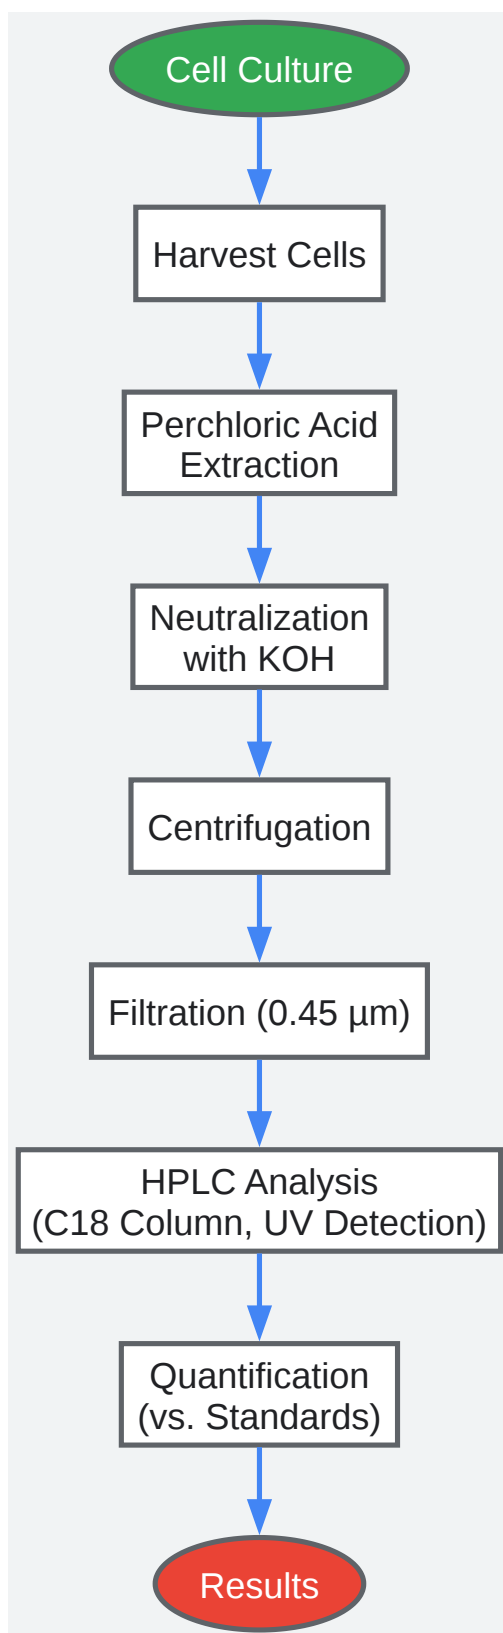 Cell Culture
Harvest Cells
Perchloric Acid
Extraction
Neutralization
with KOH
Centrifugation
Filtration (0.45 µm)
HPLC Analysis
(C18 Column, UV Detection)
Quantification
(vs. Standards)
Results